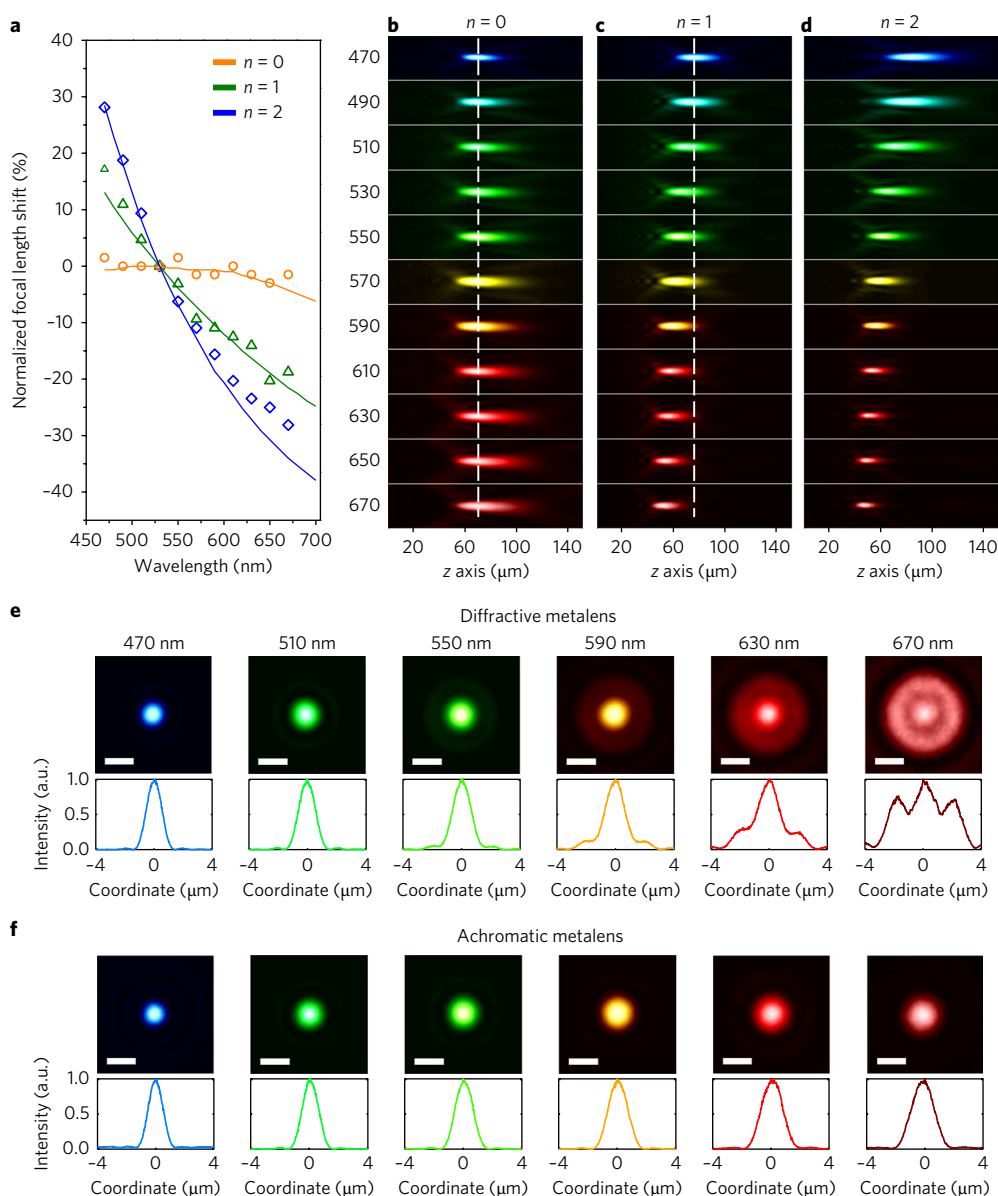 a
Normalized focal length shift (%)
40
30
20
10
0
−10
−20
−30
−40
n = 0
n = 1
n = 2
450 500 550 600 650 700
Wavelength (nm)
b n = 0
c n = 1
d n = 2
470
490
510
530
550
570
590
610
630
650
670
20 60 100 140
z axis (μm)
20 60 100 140
z axis (μm)
20 60 100 140
z axis (μm)
e
Diffractive metalens
470 nm 510 nm 550 nm 590 nm 630 nm 670 nm
Intensity (a.u.)
1.0
0.5
0.0
−4 0 4 −4 0 4 −4 0 4 −4 0 4 −4 0 4 −4 0 4
Coordinate (μm) Coordinate (μm) Coordinate (μm) Coordinate (μm) Coordinate (μm) Coordinate (μm)
f
Achromatic metalens
Intensity (a.u.)
1.0
0.5
0.0
−4 0 4 −4 0 4 −4 0 4 −4 0 4 −4 0 4 −4 0 4
Coordinate (μm) Coordinate (μm) Coordinate (μm) Coordinate (μm) Coordinate (μm) Coordinate (μm)